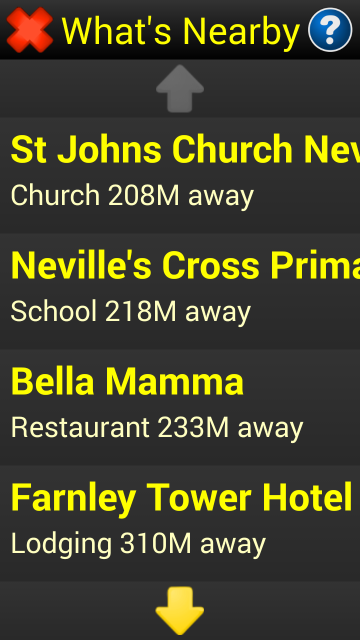 What's Nearby
St Johns Church Nev
Church 208M away
Neville's Cross Prima
School 218M away
Bella Mamma
Restaurant 233M away
Farnley Tower Hotel
Lodging 310M away